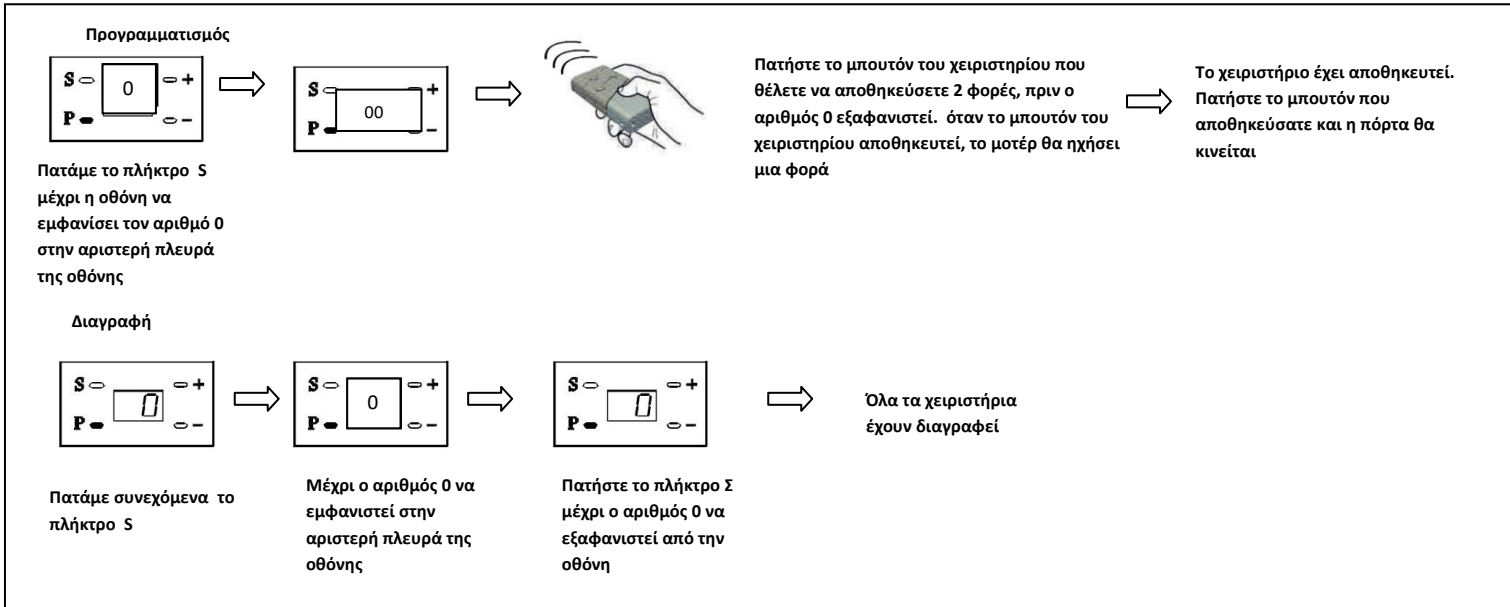 Προγραμματισμός
S 0 +
P –
S 00 +
P –
Πατάμε το πλήκτρο S
μέχρι η οθόνη να
εμφανίσει τον αριθμό 0
στην αριστερή πλευρά
της οθόνης
Πατήστε το μπουτόν του χειριστηρίου που
θέλετε να αποθηκεύσετε 2 φορές, πριν ο
αριθμός 0 εξαφανιστεί. όταν το μπουτόν του
χειριστηρίου αποθηκευτεί, το μοτέρ θα ηχήσει
μια φορά
Το χειριστήριο έχει αποθηκευτεί.
Πατήστε το μπουτόν που
αποθηκεύσατε και η πόρτα θα
κινείται
Διαγραφή
S 0 +
P –
S 0 +
P –
S 0 +
P –
Πατάμε συνεχόμενα το
πλήκτρο S
Μέχρι ο αριθμός 0 να
εμφανιστεί στην
αριστερή πλευρά της
οθόνης
Πατήστε το πλήκτρο Σ
μέχρι ο αριθμός 0 να
εξαφανιστεί από την
οθόνη
Όλα τα χειριστήρια
έχουν διαγραφεί